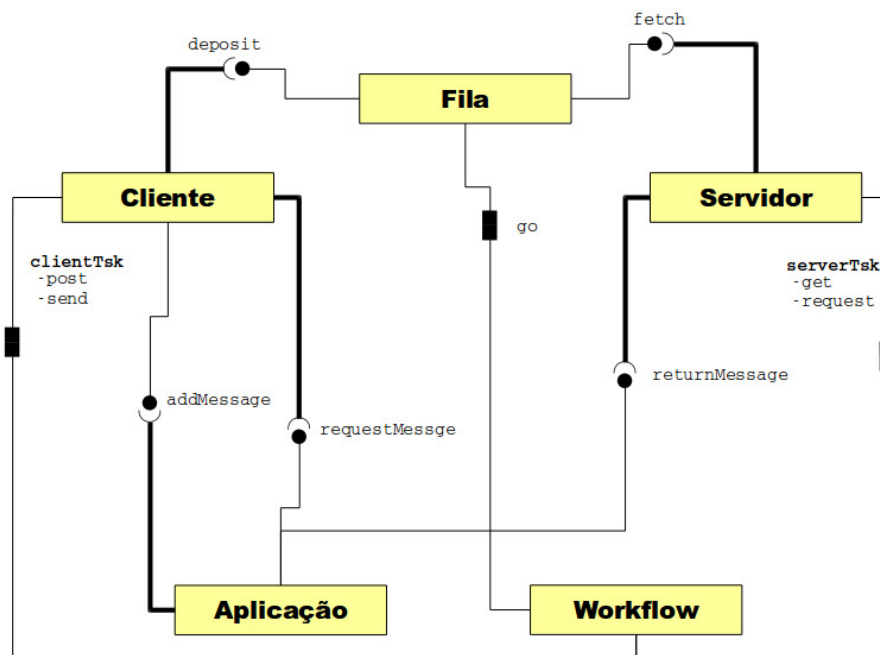 fetch
deposit
Fila
Cliente
Servidor
go
clientTsk
-post
-send
serverTsk
-get
-request
returnMessage
addMessage
requestMessge
Aplicação
Workflow